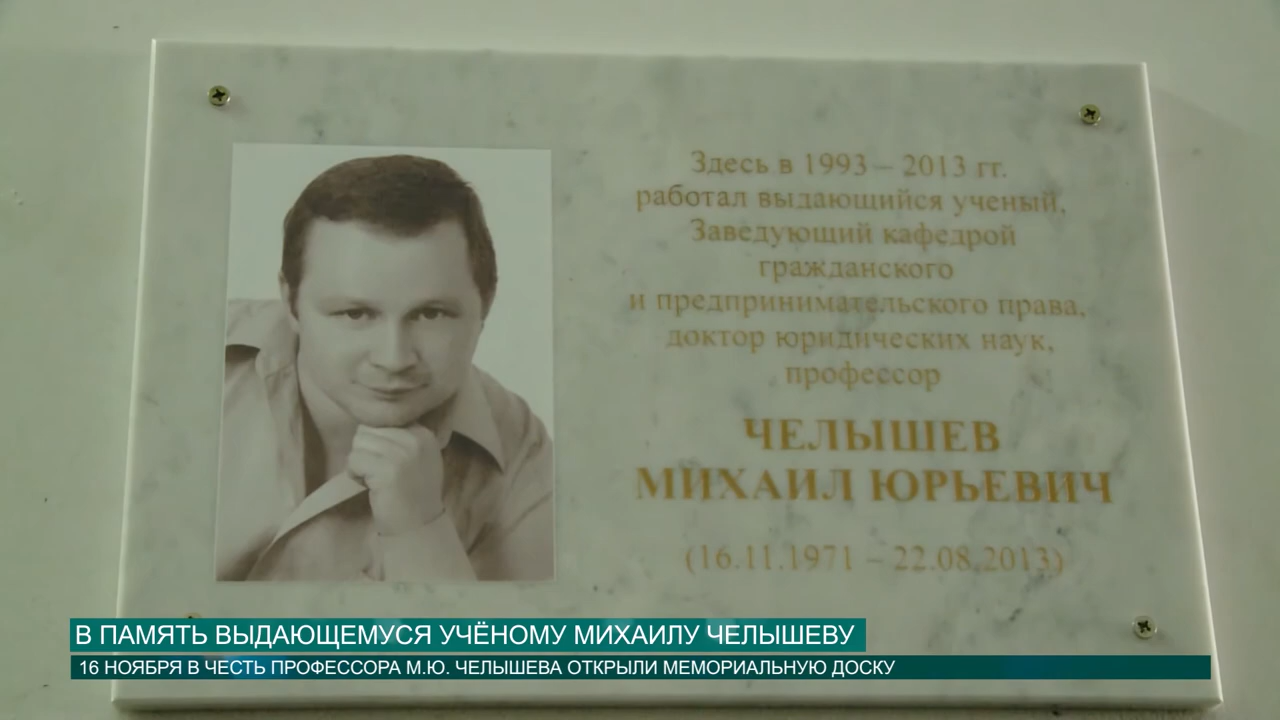 Здесь в 1993 – 2013 гг.
работал выдающийся ученый,
Заведующий кафедрой
гражданского
и предпринимательского права,
доктор юридических наук,
профессор
ЧЕЛЫШЕВ
МИХАИЛ ЮРЬЕВИЧ
(16.11.1971 – 22.08.2013)
В ПАМЯТЬ ВЫДАЮЩЕМУСЯ УЧЁНОМУ МИХАИЛУ ЧЕЛЫШЕВУ
16 НОЯБРЯ В ЧЕСТЬ ПРОФЕССОРА М.Ю. ЧЕЛЫШЕВА ОТКРЫЛИ МЕМОРИАЛЬНУЮ ДОСКУ